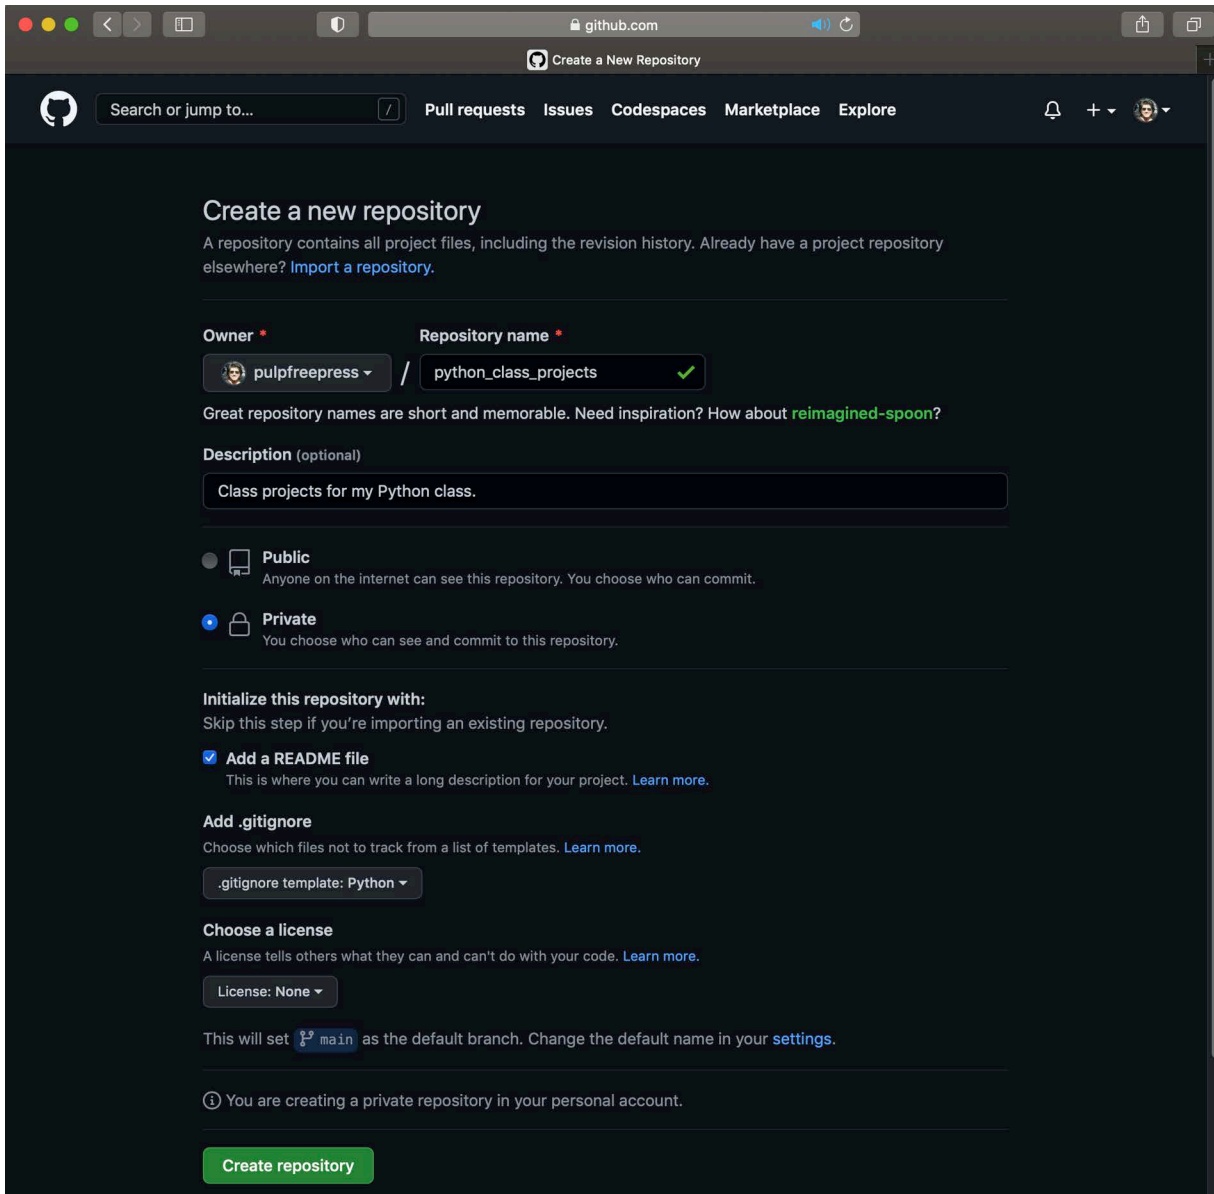 github.com
Create a New Repository
Search or jump to... /
Pull requests Issues Codespaces Marketplace Explore
Create a new repository
A repository contains all project files, including the revision history. Already have a project repository
elsewhere? Import a repository.
Owner * Repository name *
pulpfreepress / python_class_projects
Great repository names are short and memorable. Need inspiration? How about reimagined-spoon?
Description (optional)
Class projects for my Python class.
Public
Anyone on the internet can see this repository. You choose who can commit.
Private
You choose who can see and commit to this repository.
Initialize this repository with:
Skip this step if you’re importing an existing repository.
Add a README file
This is where you can write a long description for your project. Learn more.
Add .gitignore
Choose which files not to track from a list of templates. Learn more.
.gitignore template: Python
Choose a license
A license tells others what they can and can't do with your code. Learn more.
License: None
This will set main as the default branch. Change the default name in your settings.
You are creating a private repository in your personal account.
Create repository